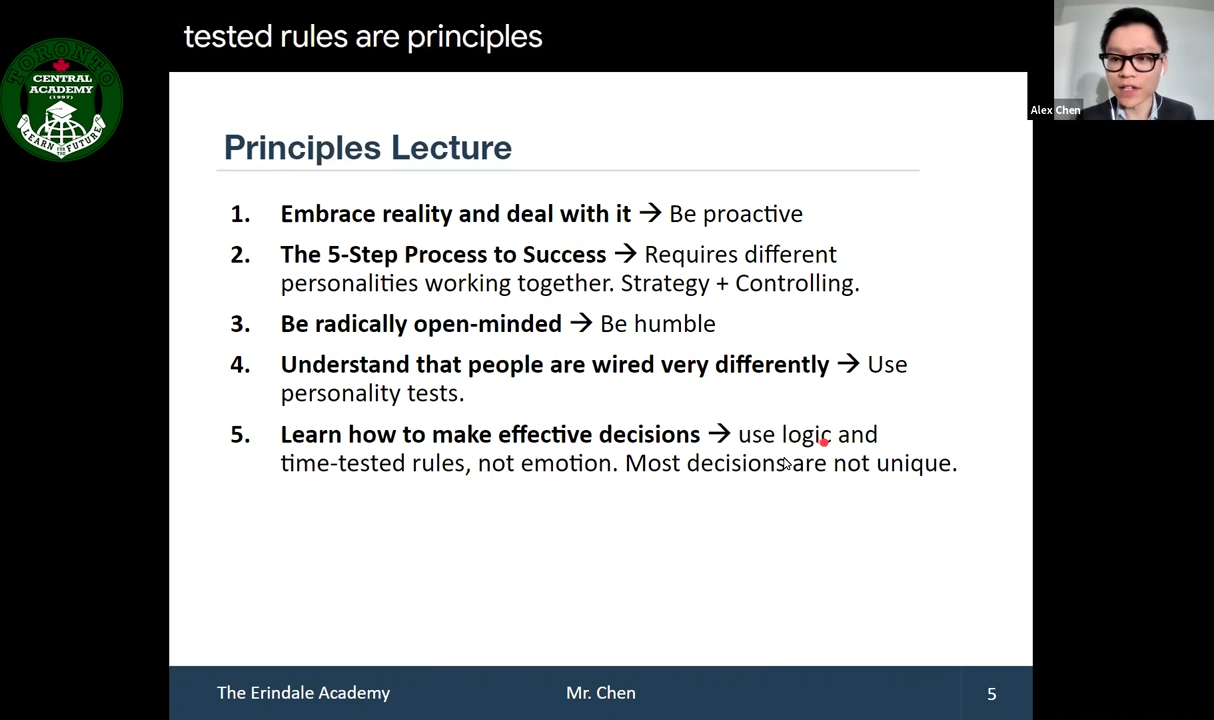 tested rules are principles
TORONTO
CENTRAL
ACADEMY
(1997)
LEARN FOR THE FUTURE
Alex Chen
Principles Lecture
1. Embrace reality and deal with it → Be proactive
2. The 5-Step Process to Success → Requires different
personalities working together. Strategy + Controlling.
3. Be radically open-minded → Be humble
4. Understand that people are wired very differently → Use
personality tests.
5. Learn how to make effective decisions → use logic and
time-tested rules, not emotion. Most decisions are not unique.
The Erindale Academy
Mr. Chen
5